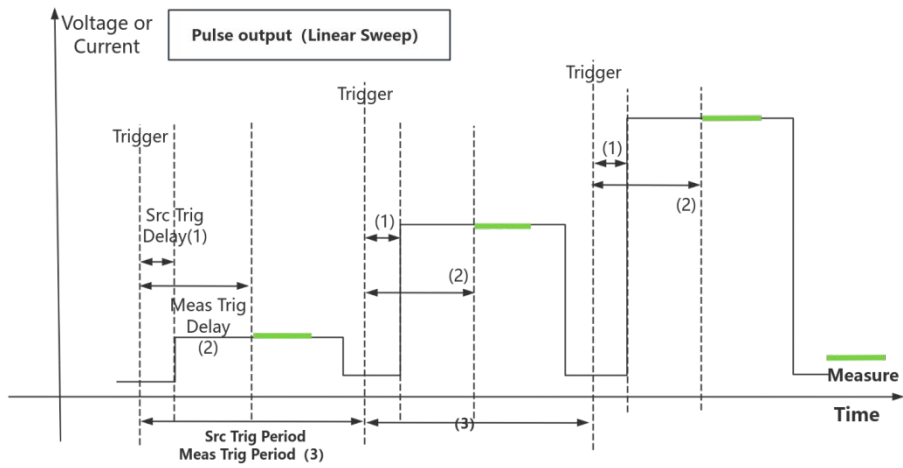 Voltage or
Current
Pulse output (Linear Sweep)
Trigger
Trigger
Trigger
(1)
(2)
(1)
(2)
Src Trig
Delay(1)
Meas Trig
Delay
(2)
Measure
Time
(3)
Src Trig Period
Meas Trig Period (3)